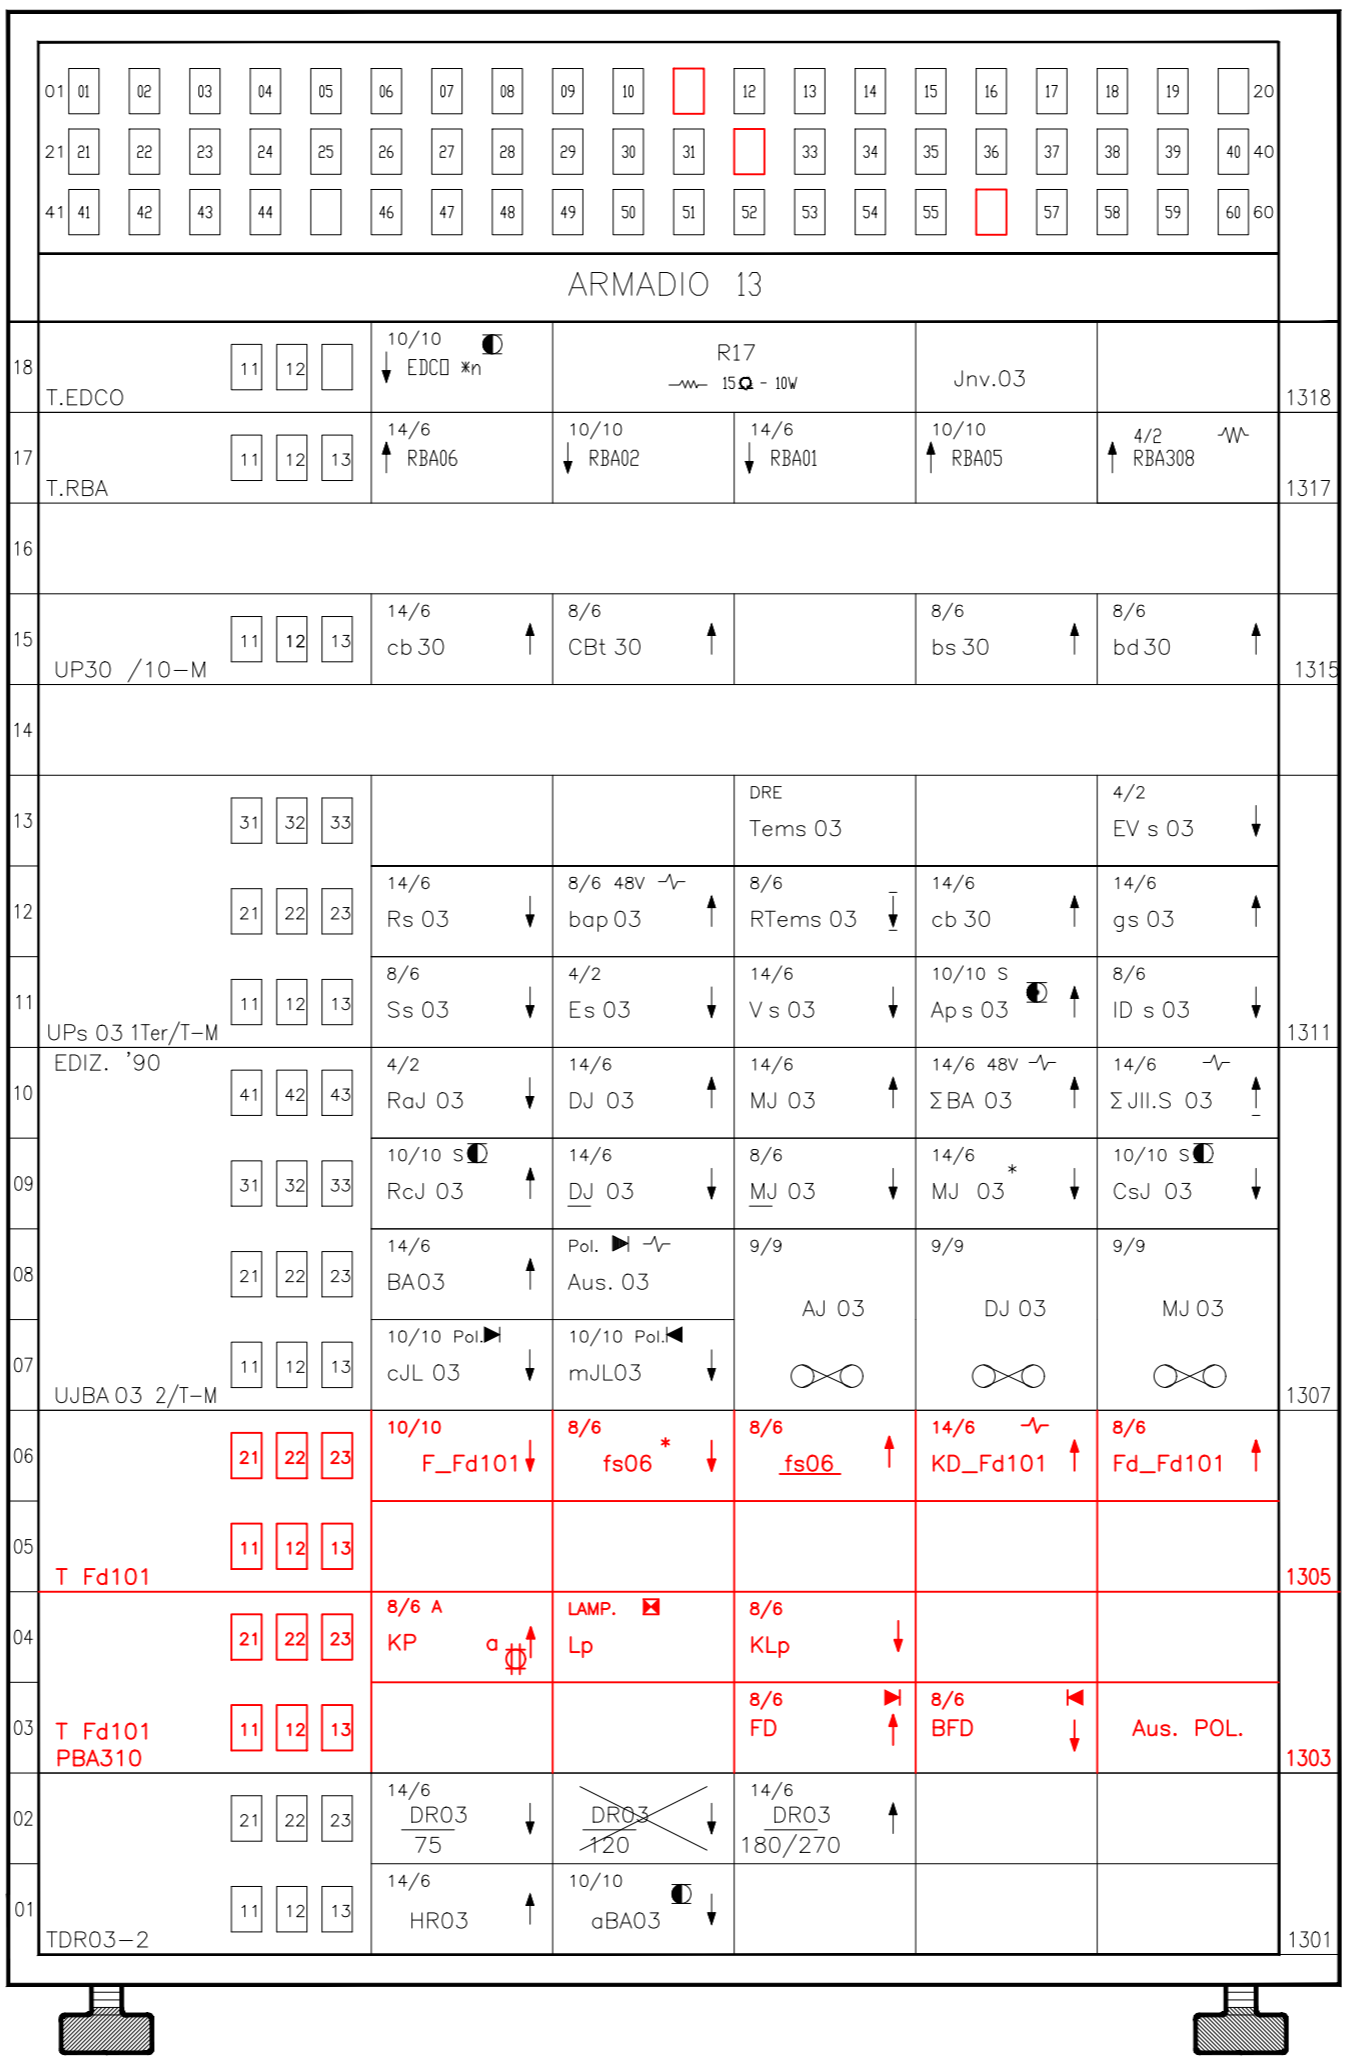 01 01 02 03 04 05 06 07 08 09 10 12 13 14 15 16 17 18 19 20
21 21 22 23 24 25 26 27 28 29 30 31 33 34 35 36 37 38 39 40 40
41 41 42 43 44 46 47 48 49 50 51 52 53 54 55 57 58 59 60 60
ARMADIO 13
18
T.EDCO
11 12
10/10
EDCO *n
R17
15Ω - 10W
Jnv.03
1318
17
T.RBA
11 12 13
14/6
RBA06
10/10
RBA02
14/6
RBA01
10/10
RBA05
4/2
RBA308
1317
16
15
UP30 /10-M
11 12 13
14/6
cb 30
8/6
CBt 30
8/6
bs 30
8/6
bd 30
1315
14
13
31 32 33
DRE
Tems 03
4/2
EV s 03
12
21 22 23
14/6
Rs 03
8/6 48V
bap 03
8/6
RTems 03
14/6
cb 30
14/6
gs 03
11
UPs 03 1Ter/T-M
11 12 13
8/6
Ss 03
4/2
Es 03
14/6
V s 03
10/10 S
Aps 03
8/6
ID s 03
1311
EDIZ. '90
10
41 42 43
4/2
RaJ 03
14/6
DJ 03
14/6
MJ 03
14/6 48V
ΣBA 03
14/6
ΣJII.S 03
09
31 32 33
10/10 S
RcJ 03
14/6
DJ 03
8/6
MJ 03
14/6
MJ 03*
10/10 S
CsJ 03
08
21 22 23
14/6
BA03
Pol.
Aus. 03
9/9
AJ 03
9/9
DJ 03
9/9
MJ 03
07
UJBA 03 2/T-M
11 12 13
10/10 Pol.
cJL 03
10/10 Pol.
mJL03
1307
06
21 22 23
10/10
F_Fd101
8/6
fs06*
8/6
fs06
14/6
KD_Fd101
8/6
Fd_Fd101
05
T Fd101
11 12 13
1305
04
21 22 23
8/6 A
KP a
LAMP.
Lp
8/6
KLp
03
T Fd101
PBA310
11 12 13
8/6
FD
8/6
BFD
Aus. POL.
1303
02
21 22 23
14/6
DR03
75
DR03
120
14/6
DR03
180/270
01
TDR03-2
11 12 13
14/6
HR03
10/10
aBA03
1301